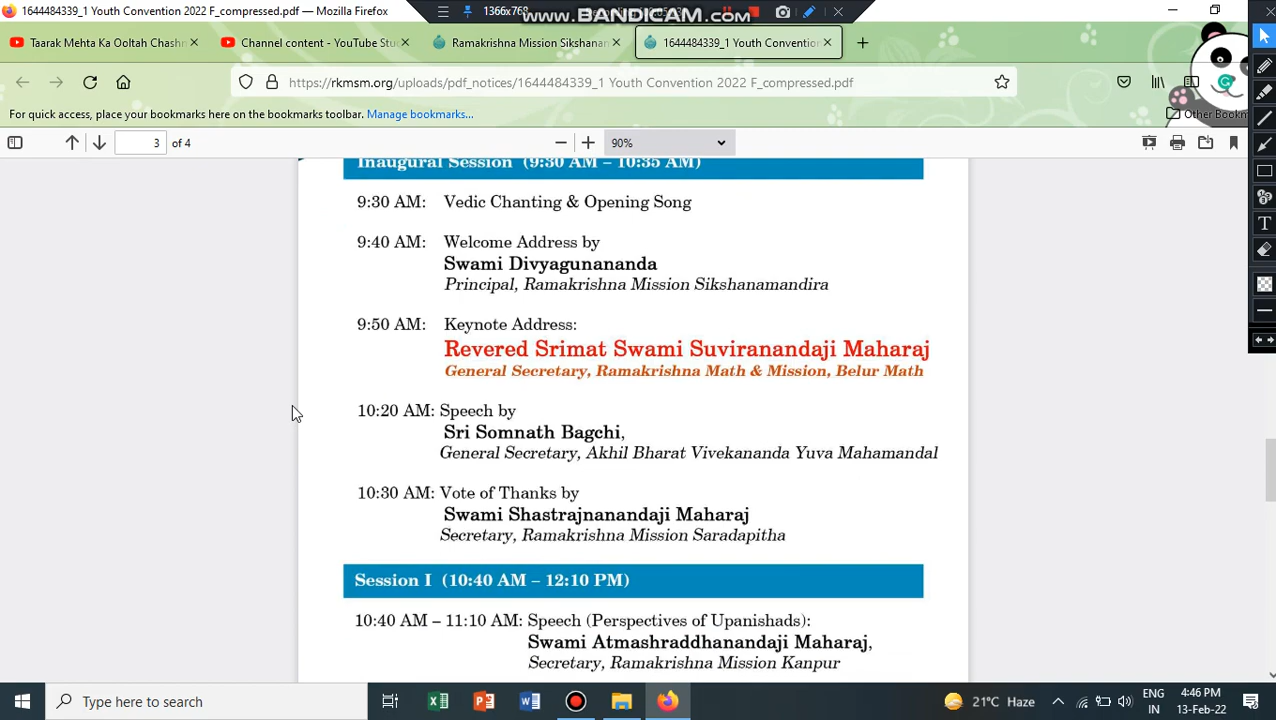 1644484339_1 Youth Convention 2022 F_compressed.pdf — Mozilla Firefox
1366x768
www.BANDICAM.com
Taarak Mehta Ka Ooltah Chashm
Channel content - YouTube Stu
Ramakrishna Mission Sikshanam
1644484339_1 Youth Convention
https://rkmsm.org/uploads/pdf_notices/1644484339_1 Youth Convention 2022 F_compressed.pdf
For quick access, place your bookmarks here on the bookmarks toolbar. Manage bookmarks...
Other Bookm
3 of 4
90%
Inaugural Session (9:30 AM – 10:35 AM)
9:30 AM: Vedic Chanting & Opening Song
9:40 AM: Welcome Address by
Swami Divyagunananda
Principal, Ramakrishna Mission Sikshanamandira
9:50 AM: Keynote Address:
Revered Srimat Swami Suviranandaji Maharaj
General Secretary, Ramakrishna Math & Mission, Belur Math
10:20 AM: Speech by
Sri Somnath Bagchi,
General Secretary, Akhil Bharat Vivekananda Yuva Mahamandal
10:30 AM: Vote of Thanks by
Swami Shastrajnanandaji Maharaj
Secretary, Ramakrishna Mission Saradapitha
Session I (10:40 AM – 12:10 PM)
10:40 AM – 11:10 AM: Speech (Perspectives of Upanishads):
Swami Atmashraddhanandaji Maharaj,
Secretary, Ramakrishna Mission Kanpur
Type here to search
21°C Haze
ENG
IN
4:46 PM
13-Feb-22